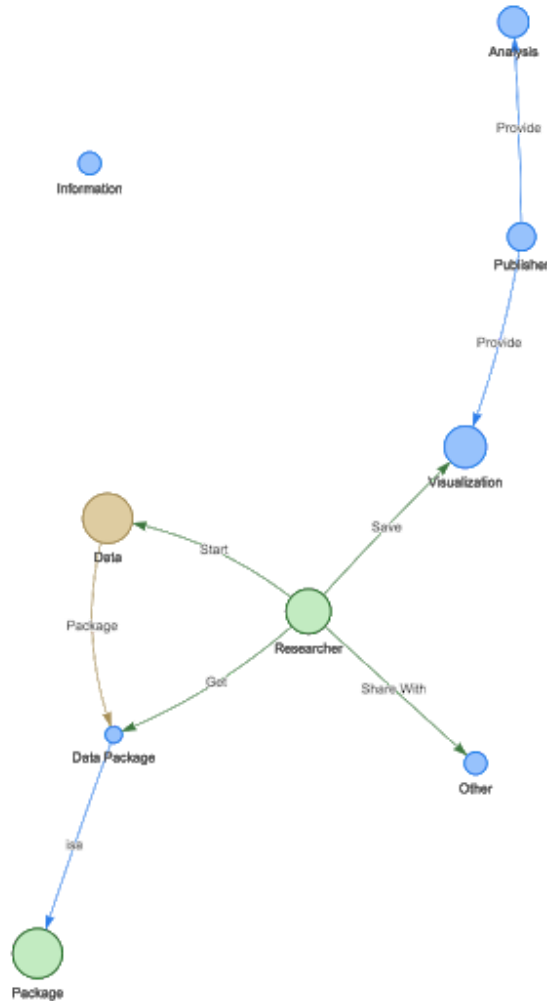 Analysis
Provide
Information
Publisher
Provide
Visualization
Save
Data
Start
Package
Researcher
Get
Share With
Data Package
Other
isa
Package